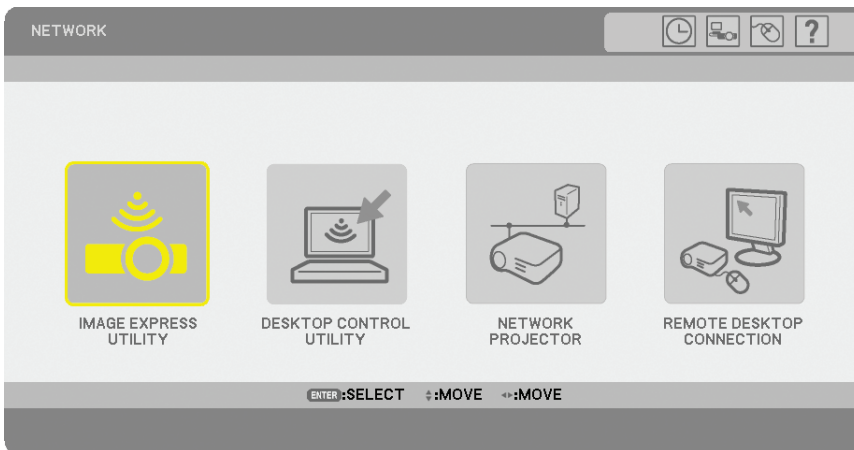 NETWORK
?
IMAGE EXPRESS
UTILITY
DESKTOP CONTROL
UTILITY
NETWORK
PROJECTOR
REMOTE DESKTOP
CONNECTION
ENTER:SELECT :MOVE :MOVE